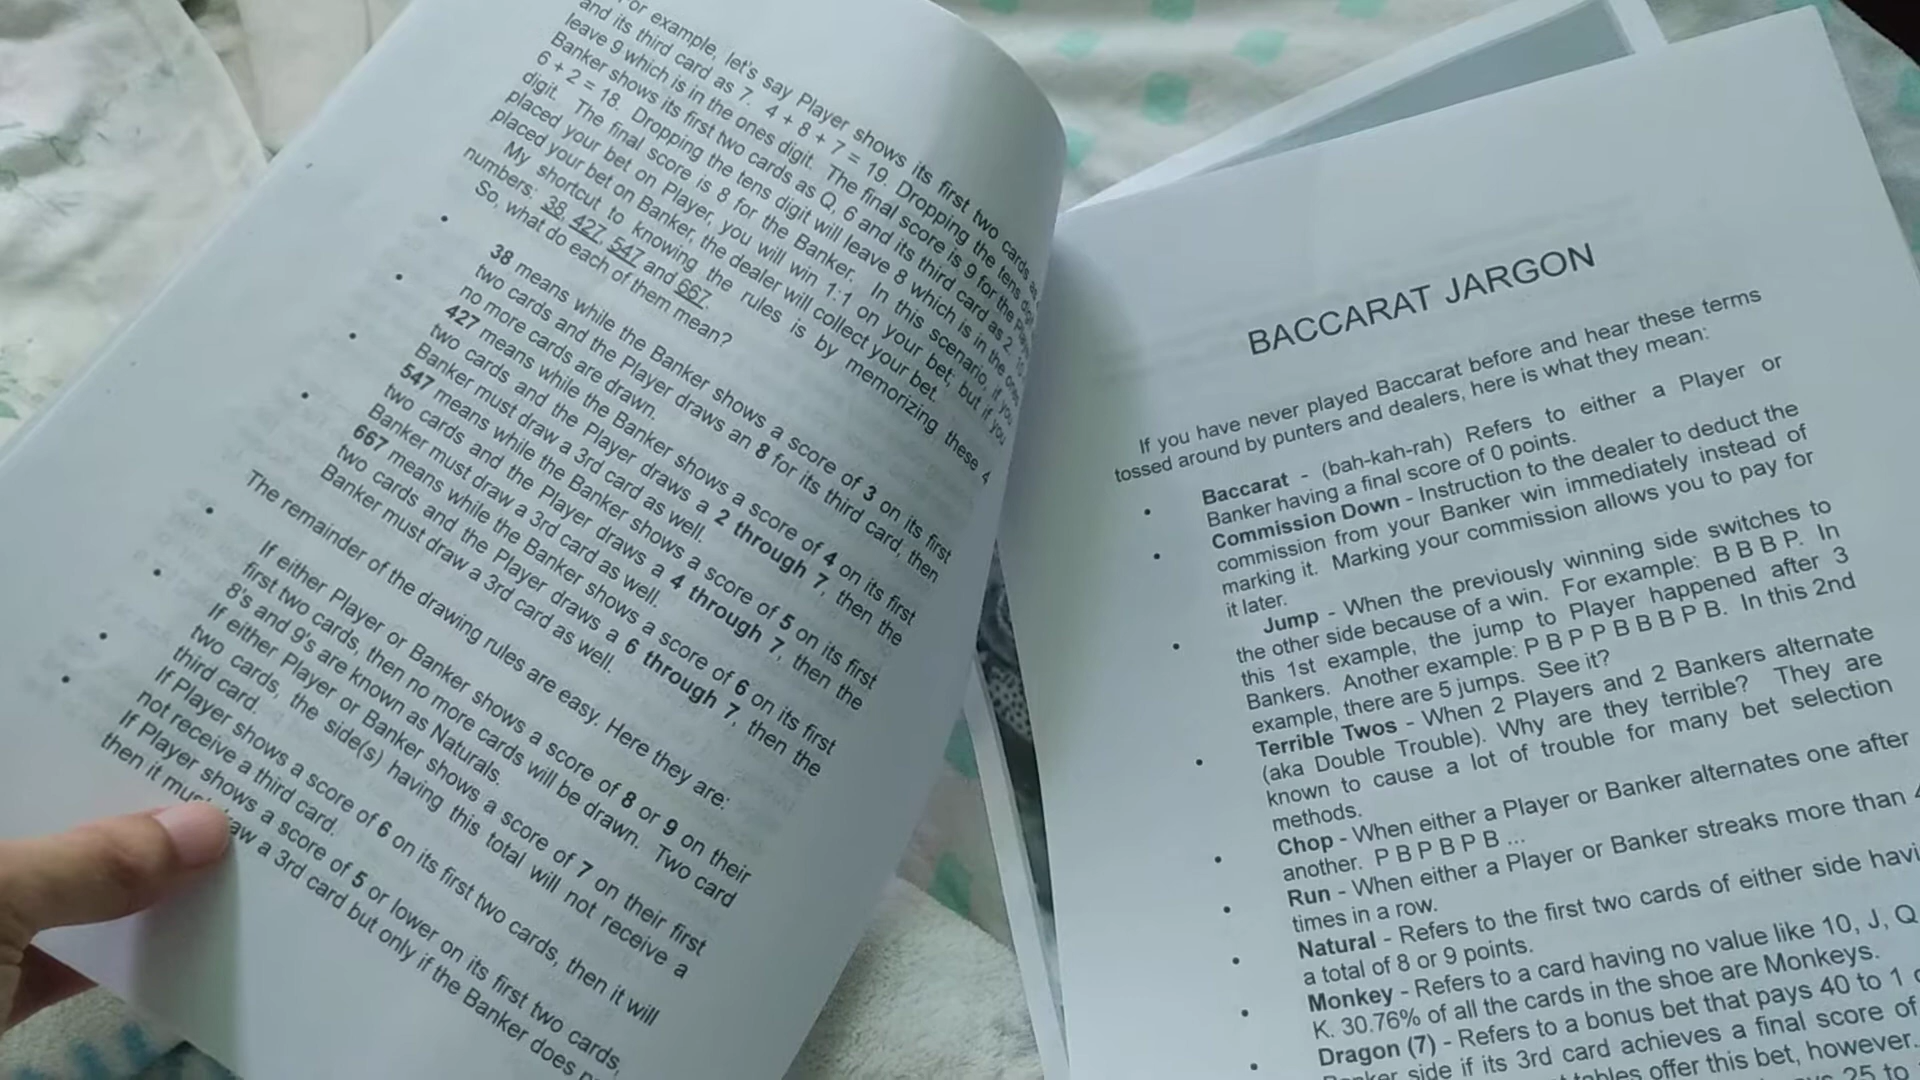 For example, let's say Player shows its first two cards as
and its third card as 7. 4 + 8 + 7 = 19. Dropping the tens digit
leave 9 which is in the ones digit. The final score is 9 for the Player.
Banker shows its first two cards as Q, 6 and its third card as 2.
6 + 2 = 18. Dropping the tens digit will leave 8 which is in the ones
digit. The final score is 8 for the Banker. In this scenario, if you
placed your bet on Player, you will win 1:1 on your bet; but if you
placed your bet on Banker, the dealer will collect your bet.
My shortcut to knowing the rules is by memorizing these 4
numbers: 38, 427, 547 and 667.
So, what do each of them mean?
• 38 means while the Banker shows a score of 3 on its first
two cards and the Player draws an 8 for its third card, then
no more cards are drawn.
• 427 means while the Banker shows a score of 4 on its first
two cards and the Player draws a 2 through 7, then the
Banker must draw a 3rd card as well.
• 547 means while the Banker shows a score of 5 on its first
two cards and the Player draws a 4 through 7, then the
Banker must draw a 3rd card as well.
• 667 means while the Banker shows a score of 6 on its first
two cards and the Player draws a 6 through 7, then the
Banker must draw a 3rd card as well.
The remainder of the drawing rules are easy. Here they are:
• If either Player or Banker shows a score of 8 or 9 on their
first two cards, then no more cards will be drawn. Two card
8's and 9's are known as Naturals.
• If either Player or Banker shows a score of 7 on their first
two cards, the side(s) having this total will not receive a
third card.
• If Player shows a score of 6 on its first two cards, then it will
not receive a third card.
• If Player shows a score of 5 or lower on its first two cards,
then it must draw a 3rd card but only if the Banker does
BACCARAT JARGON
If you have never played Baccarat before and hear these terms
tossed around by punters and dealers, here is what they mean:
• Baccarat - (bah-kah-rah) Refers to either a Player or
Banker having a final score of 0 points.
• Commission Down - Instruction to the dealer to deduct the
commission from your Banker win immediately instead of
marking it. Marking your commission allows you to pay for
it later.
• Jump - When the previously winning side switches to
the other side because of a win. For example: B B B P. In
this 1st example, the jump to Player happened after 3
Bankers. Another example: P B P P B B B P B. In this 2nd
example, there are 5 jumps. See it?
• Terrible Twos - When 2 Players and 2 Bankers alternate
(aka Double Trouble). Why are they terrible? They are
known to cause a lot of trouble for many bet selection
methods.
• Chop - When either a Player or Banker alternates one after
another. P B P B P B ...
• Run - When either a Player or Banker streaks more than 4
times in a row.
• Natural - Refers to the first two cards of either side havi
a total of 8 or 9 points.
• Monkey - Refers to a card having no value like 10, J, Q
K. 30.76% of all the cards in the shoe are Monkeys.
• Dragon (7) - Refers to a bonus bet that pays 40 to 1
Banker side if its 3rd card achieves a final score of
tables offer this bet, however.
25 to